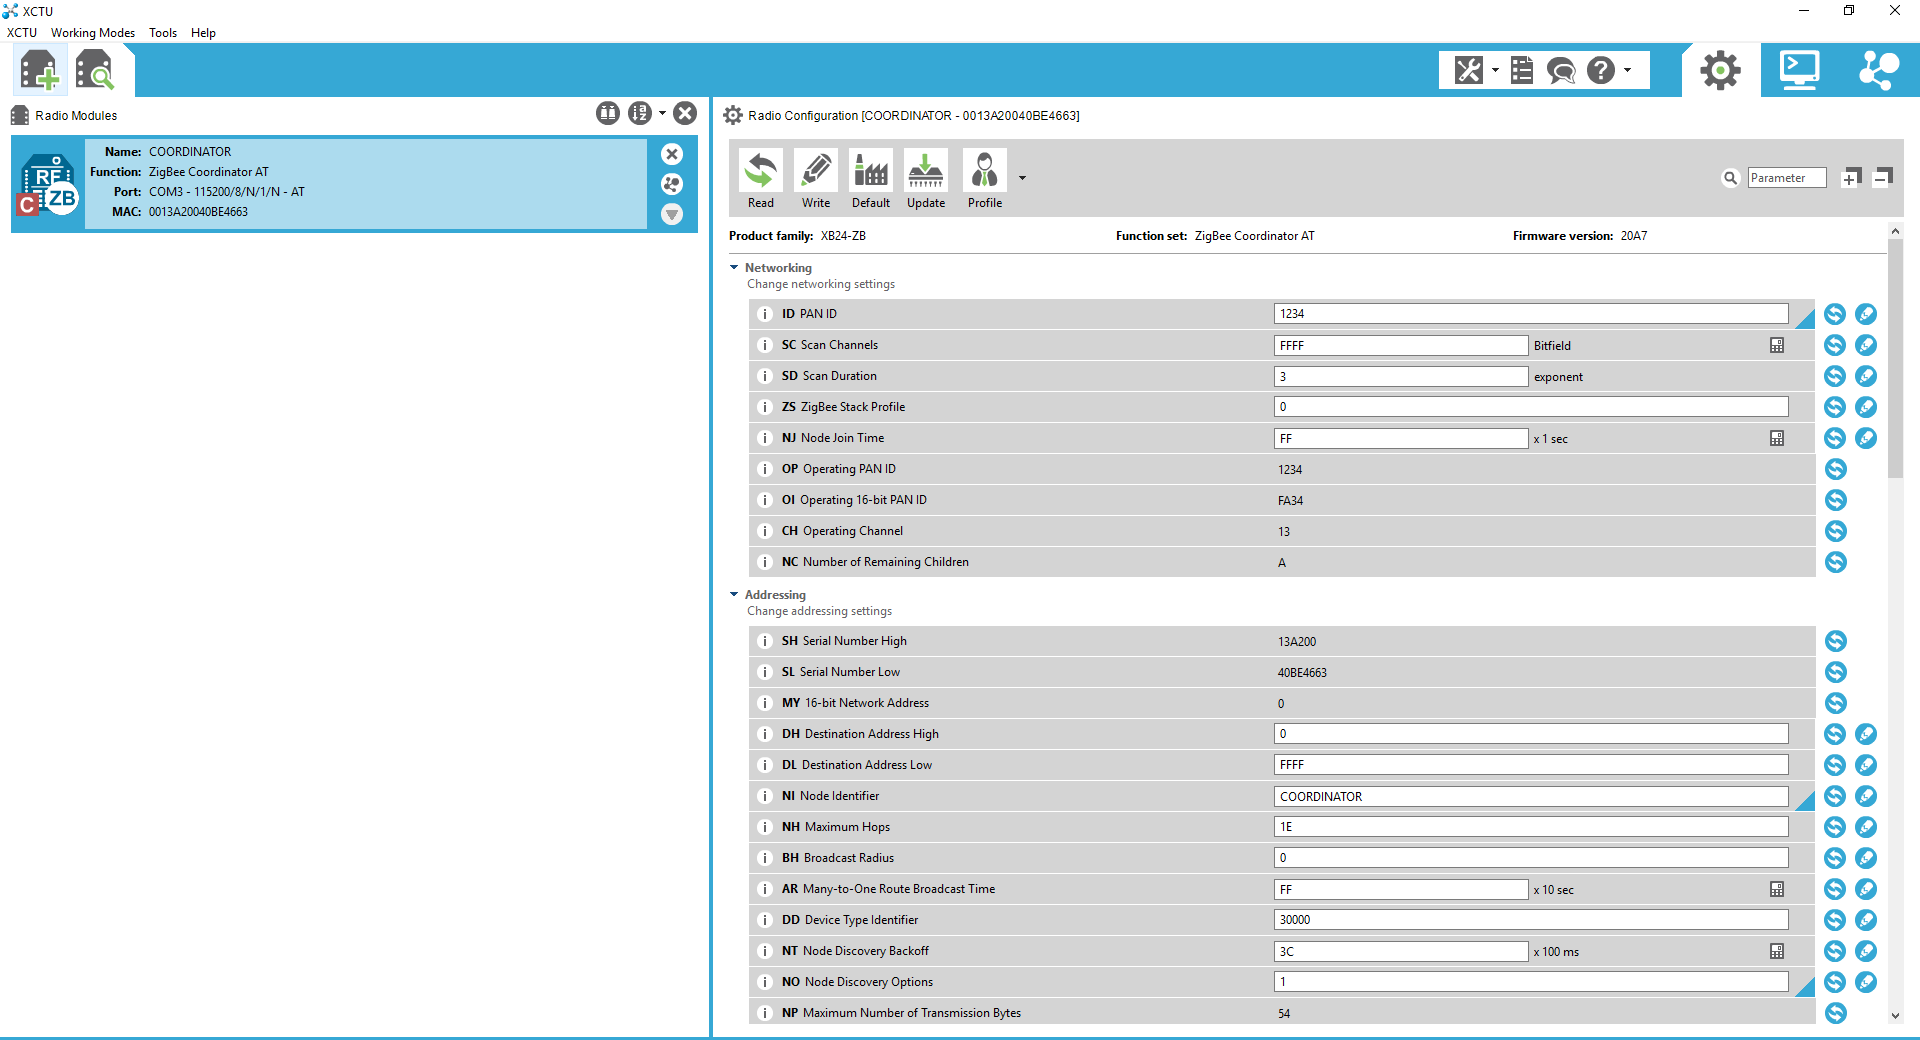 XCTU
XCTU Working Modes Tools Help
Radio Modules
RF
C ZB
Name: COORDINATOR
Function: ZigBee Coordinator AT
Port: COM3 - 115200/8/N/1/N - AT
MAC: 0013A20040BE4663
Radio Configuration [COORDINATOR - 0013A20040BE4663]
Read Write Default Update Profile
Parameter
Product family: XB24-ZB Function set: ZigBee Coordinator AT Firmware version: 20A7
Networking
Change networking settings
i ID PAN ID 1234
i SC Scan Channels FFFF Bitfield
i SD Scan Duration 3 exponent
i ZS ZigBee Stack Profile 0
i NJ Node Join Time FF x 1 sec
i OP Operating PAN ID 1234
i OI Operating 16-bit PAN ID FA34
i CH Operating Channel 13
i NC Number of Remaining Children A
Addressing
Change addressing settings
i SH Serial Number High 13A200
i SL Serial Number Low 40BE4663
i MY 16-bit Network Address 0
i DH Destination Address High 0
i DL Destination Address Low FFFF
i NI Node Identifier COORDINATOR
i NH Maximum Hops 1E
i BH Broadcast Radius 0
i AR Many-to-One Route Broadcast Time FF x 10 sec
i DD Device Type Identifier 30000
i NT Node Discovery Backoff 3C x 100 ms
i NO Node Discovery Options 1
i NP Maximum Number of Transmission Bytes 54